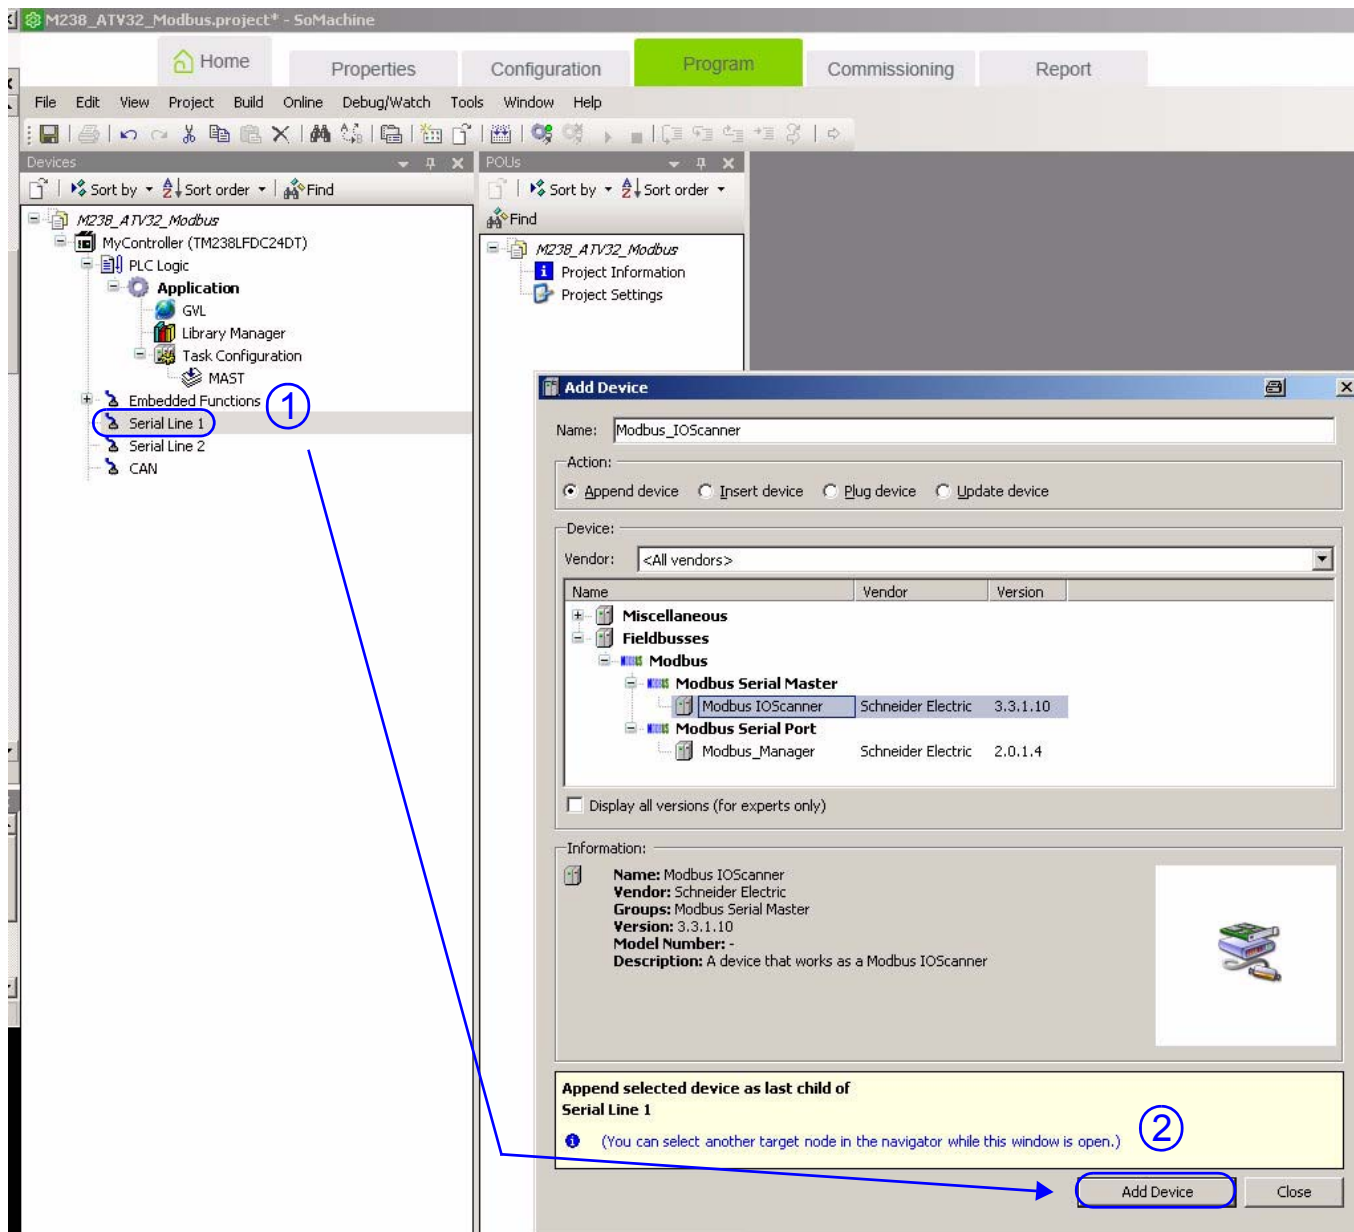 M238_ATV32_Modbus.project* - SoMachine
Home Properties Configuration Program Commissioning Report
File Edit View Project Build Online Debug/Watch Tools Window Help
Devices
Sort by Sort order Find
M238_ATV32_Modbus
MyController (TM238LFDC24DT)
PLC Logic
Application
GVL
Library Manager
Task Configuration
MAST
Embedded Functions
Serial Line 1
Serial Line 2
CAN
1
POUs
Sort by Sort order
Find
M238_ATV32_Modbus
Project Information
Project Settings
Add Device
Name: Modbus_IOScanner
Action:
Append device Insert device Plug device Update device
Device:
Vendor: <All vendors>
Name Vendor Version
Miscellaneous
Fieldbusses
Modbus
Modbus Serial Master
Modbus IOScanner Schneider Electric 3.3.1.10
Modbus Serial Port
Modbus_Manager Schneider Electric 2.0.1.4
Display all versions (for experts only)
Information:
Name: Modbus IOScanner
Vendor: Schneider Electric
Groups: Modbus Serial Master
Version: 3.3.1.10
Model Number: -
Description: A device that works as a Modbus IOScanner
Append selected device as last child of
Serial Line 1
(You can select another target node in the navigator while this window is open.)
2
Add Device Close